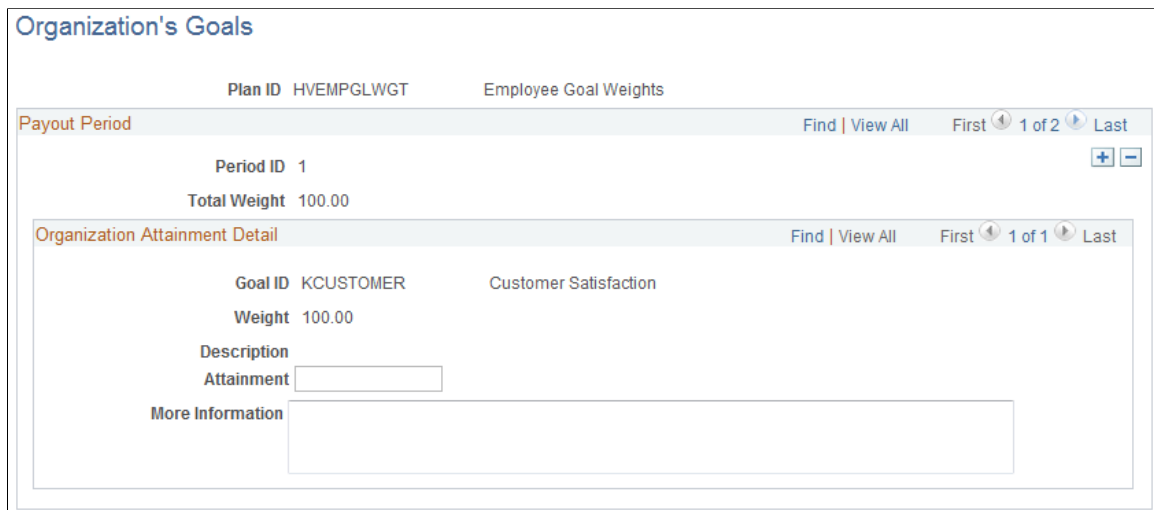 Organization's Goals
Plan ID HVEMPGLWGT Employee Goal Weights
Payout Period Find | View All First 1 of 2 Last
Period ID 1
Total Weight 100.00
Organization Attainment Detail Find | View All First 1 of 1 Last
Goal ID KCUSTOMER Customer Satisfaction
Weight 100.00
Description
Attainment
More Information